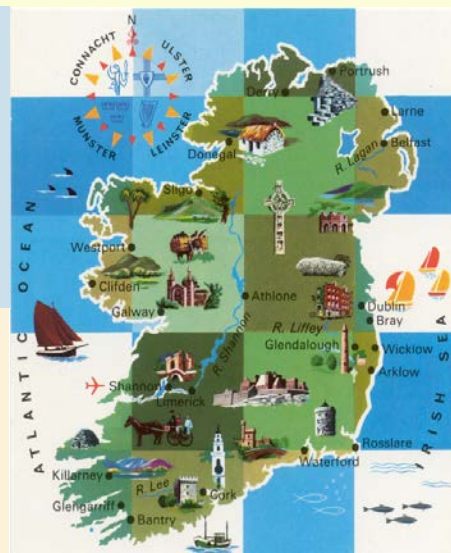 N
CONNACHT
ULSTER
MUNSTER
LEINSTER
Portrush
Derry
Larne
Donegal
R. Lagan
Belfast
Sligo
Westport
Clifden
Galway
Athlone
Dublin
Bray
R. Liffey
Glendalough
Wicklow
Arklow
R. Shannon
Shannon
Limerick
Rosslare
Waterford
Killarney
R. Lee
Cork
Glengarriff
Bantry
ATLANTIC OCEAN
IRISH SEA